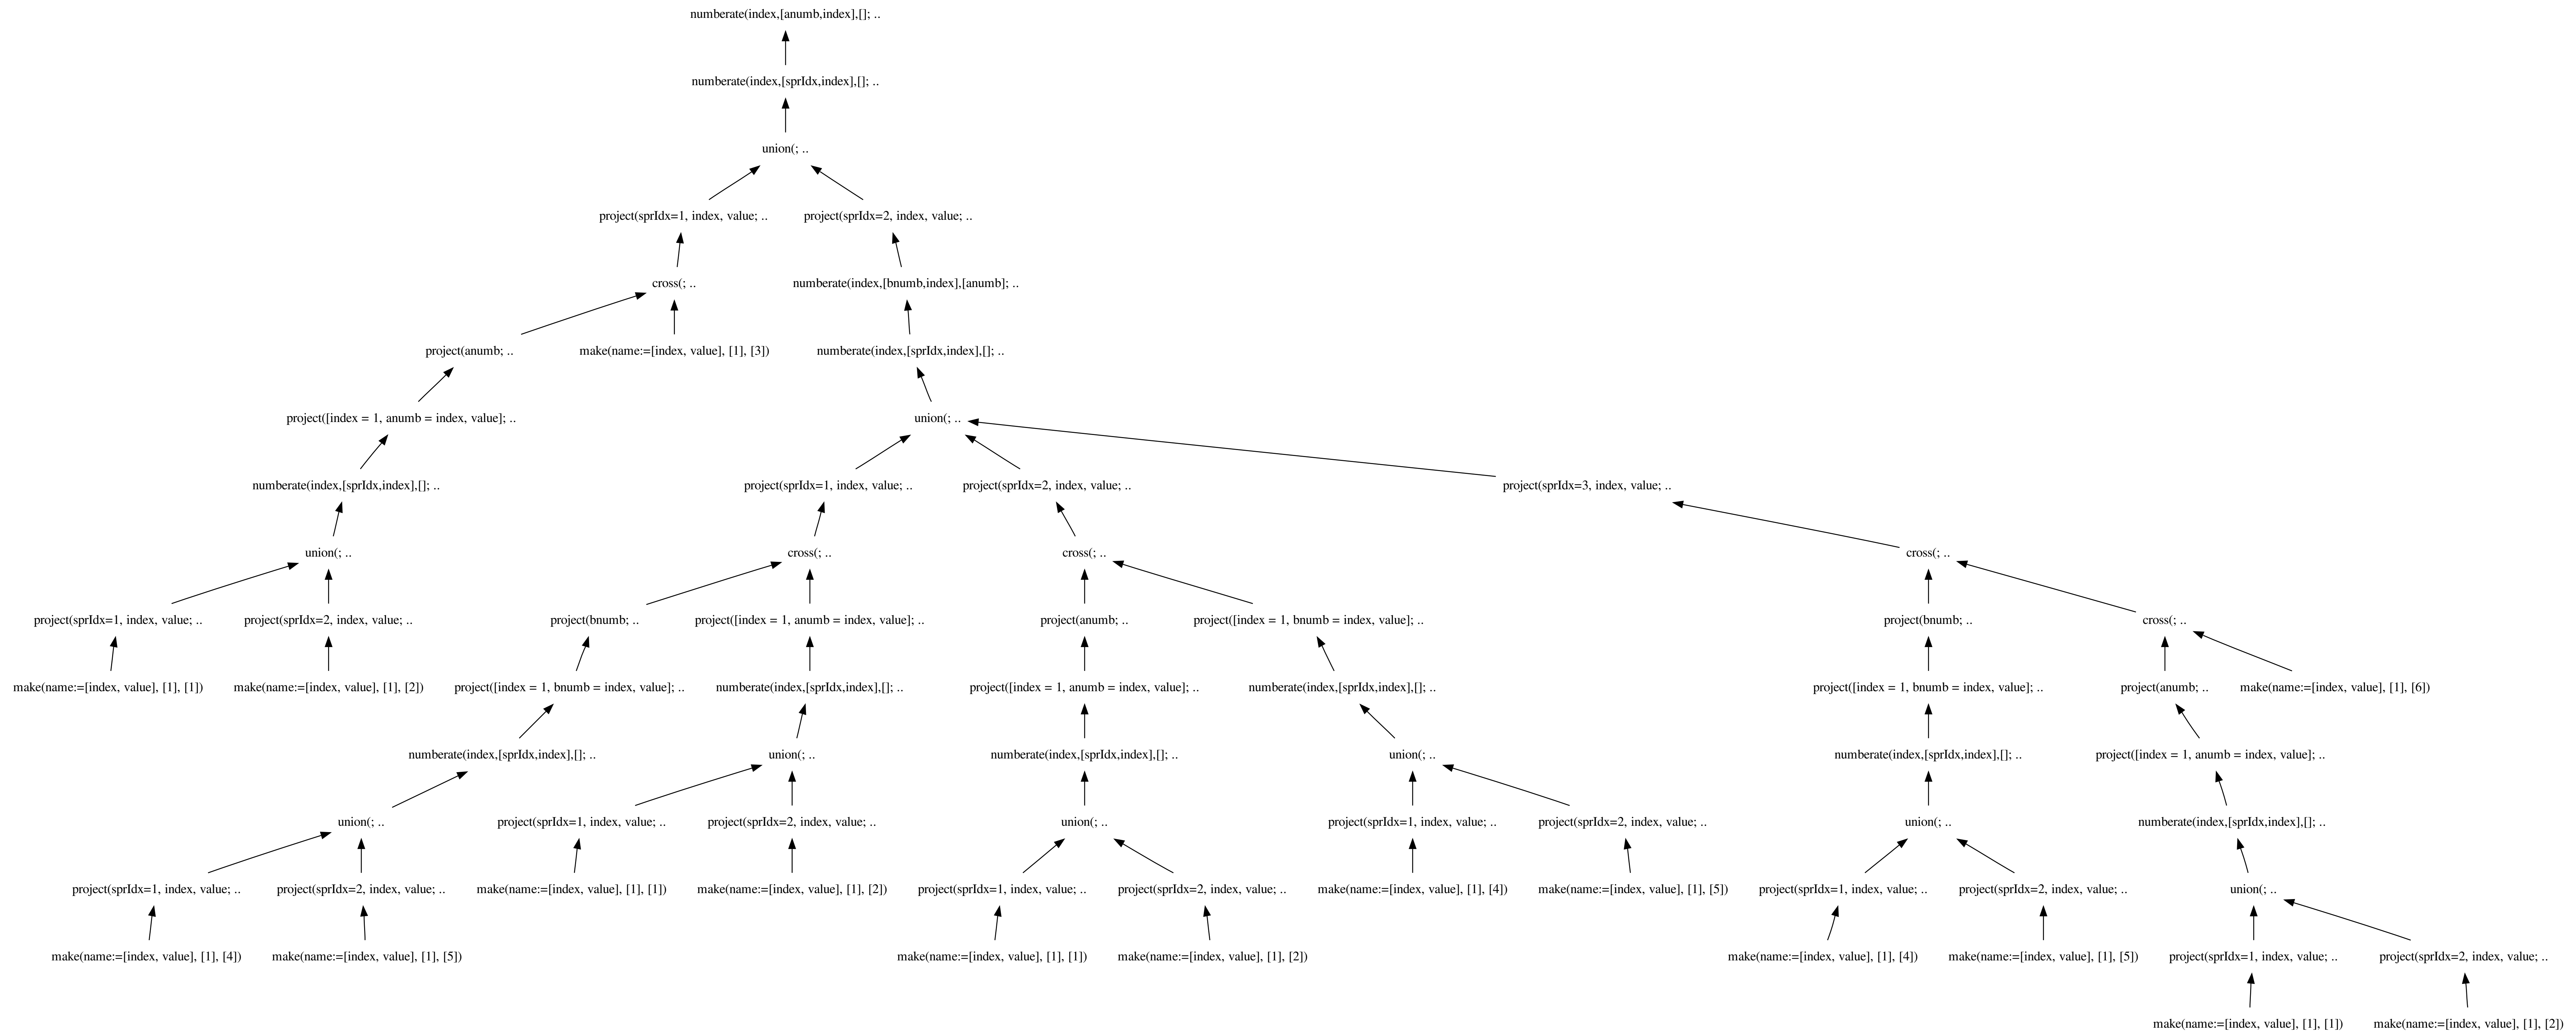 numberate(index,[anumb,index],[]; ..
numberate(index,[sprIdx,index],[]; ..
union(; ..
project(sprIdx=1, index, value; ..
project(sprIdx=2, index, value; ..
cross(; ..
numberate(index,[bnumb,index],[anumb]; ..
project(anumb; ..
make(name:=[index, value], [1], [3])
numberate(index,[sprIdx,index],[]; ..
project([index = 1, anumb = index, value]; ..
union(; ..
numberate(index,[sprIdx,index],[]; ..
project(sprIdx=1, index, value; ..
project(sprIdx=2, index, value; ..
project(sprIdx=3, index, value; ..
union(; ..
cross(; ..
cross(; ..
cross(; ..
project(sprIdx=1, index, value; ..
project(sprIdx=2, index, value; ..
project(bnumb; ..
project([index = 1, anumb = index, value]; ..
project(anumb; ..
project([index = 1, bnumb = index, value]; ..
project(bnumb; ..
cross(; ..
make(name:=[index, value], [1], [1])
make(name:=[index, value], [1], [2])
project([index = 1, bnumb = index, value]; ..
numberate(index,[sprIdx,index],[]; ..
project([index = 1, anumb = index, value]; ..
numberate(index,[sprIdx,index],[]; ..
project([index = 1, bnumb = index, value]; ..
project(anumb; ..
make(name:=[index, value], [1], [6])
numberate(index,[sprIdx,index],[]; ..
union(; ..
numberate(index,[sprIdx,index],[]; ..
union(; ..
numberate(index,[sprIdx,index],[]; ..
project([index = 1, anumb = index, value]; ..
union(; ..
project(sprIdx=1, index, value; ..
project(sprIdx=2, index, value; ..
union(; ..
project(sprIdx=1, index, value; ..
project(sprIdx=2, index, value; ..
union(; ..
numberate(index,[sprIdx,index],[]; ..
project(sprIdx=1, index, value; ..
project(sprIdx=2, index, value; ..
make(name:=[index, value], [1], [1])
make(name:=[index, value], [1], [2])
project(sprIdx=1, index, value; ..
project(sprIdx=2, index, value; ..
make(name:=[index, value], [1], [4])
make(name:=[index, value], [1], [5])
project(sprIdx=1, index, value; ..
project(sprIdx=2, index, value; ..
union(; ..
make(name:=[index, value], [1], [4])
make(name:=[index, value], [1], [5])
make(name:=[index, value], [1], [1])
make(name:=[index, value], [1], [2])
make(name:=[index, value], [1], [4])
make(name:=[index, value], [1], [5])
project(sprIdx=1, index, value; ..
project(sprIdx=2, index, value; ..
make(name:=[index, value], [1], [1])
make(name:=[index, value], [1], [2])